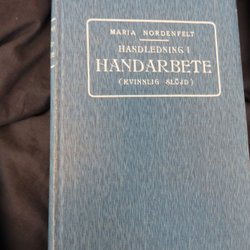 MARIA NORDENFELT
HANDLEDNING I
HANDARBETE
(KVINNLIG SLÖJD)